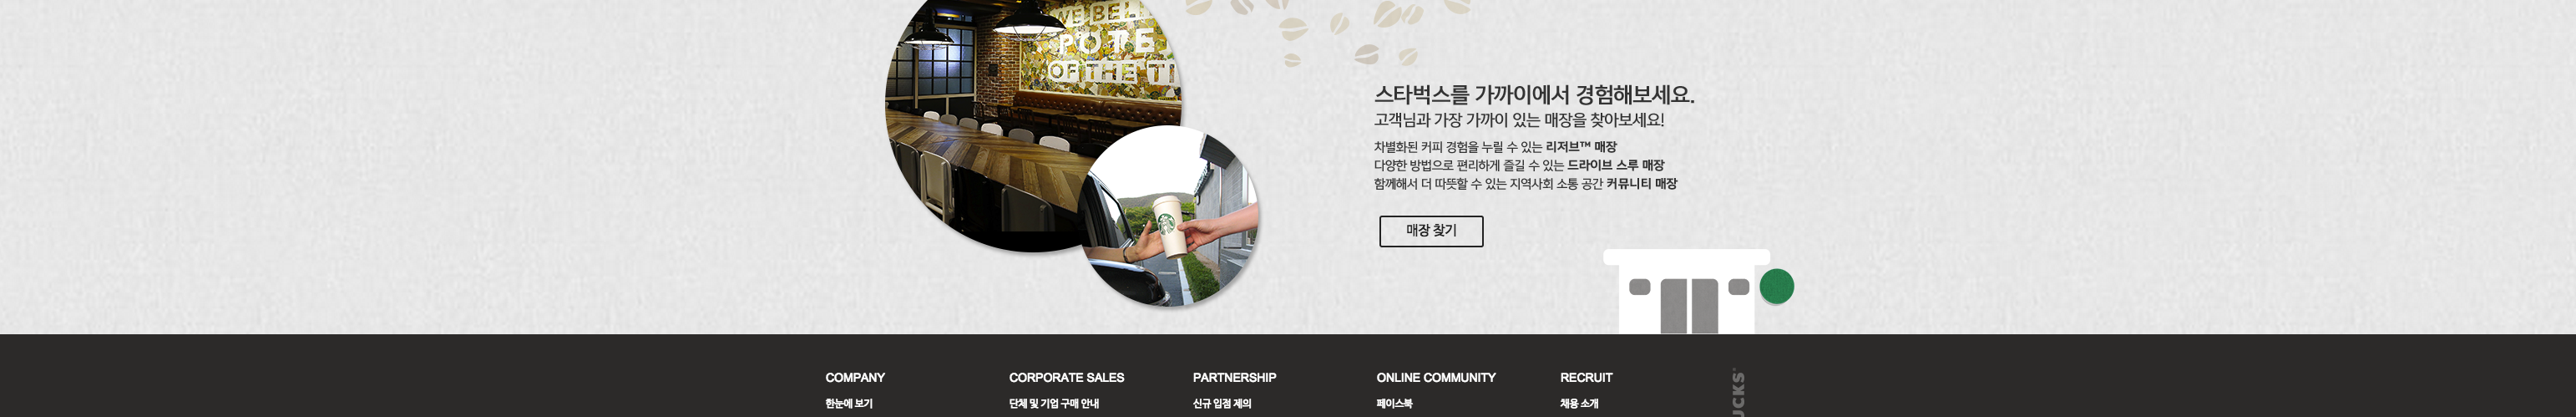 WE BEL
POTE
OF THE T
스타벅스를 가까이에서 경험해보세요.
고객님과 가장 가까이 있는 매장을 찾아보세요!
차별화된 커피 경험을 누릴 수 있는 리저브™ 매장
다양한 방법으로 편리하게 즐길 수 있는 드라이브 스루 매장
함께해서 더 따뜻할 수 있는 지역사회 소통 공간 커뮤니티 매장
매장 찾기
COMPANY
CORPORATE SALES
PARTNERSHIP
ONLINE COMMUNITY
RECRUIT
UCKS
한눈에 보기
단체 및 기업 구매 안내
신규 입점 제의
페이스북
채용 소개